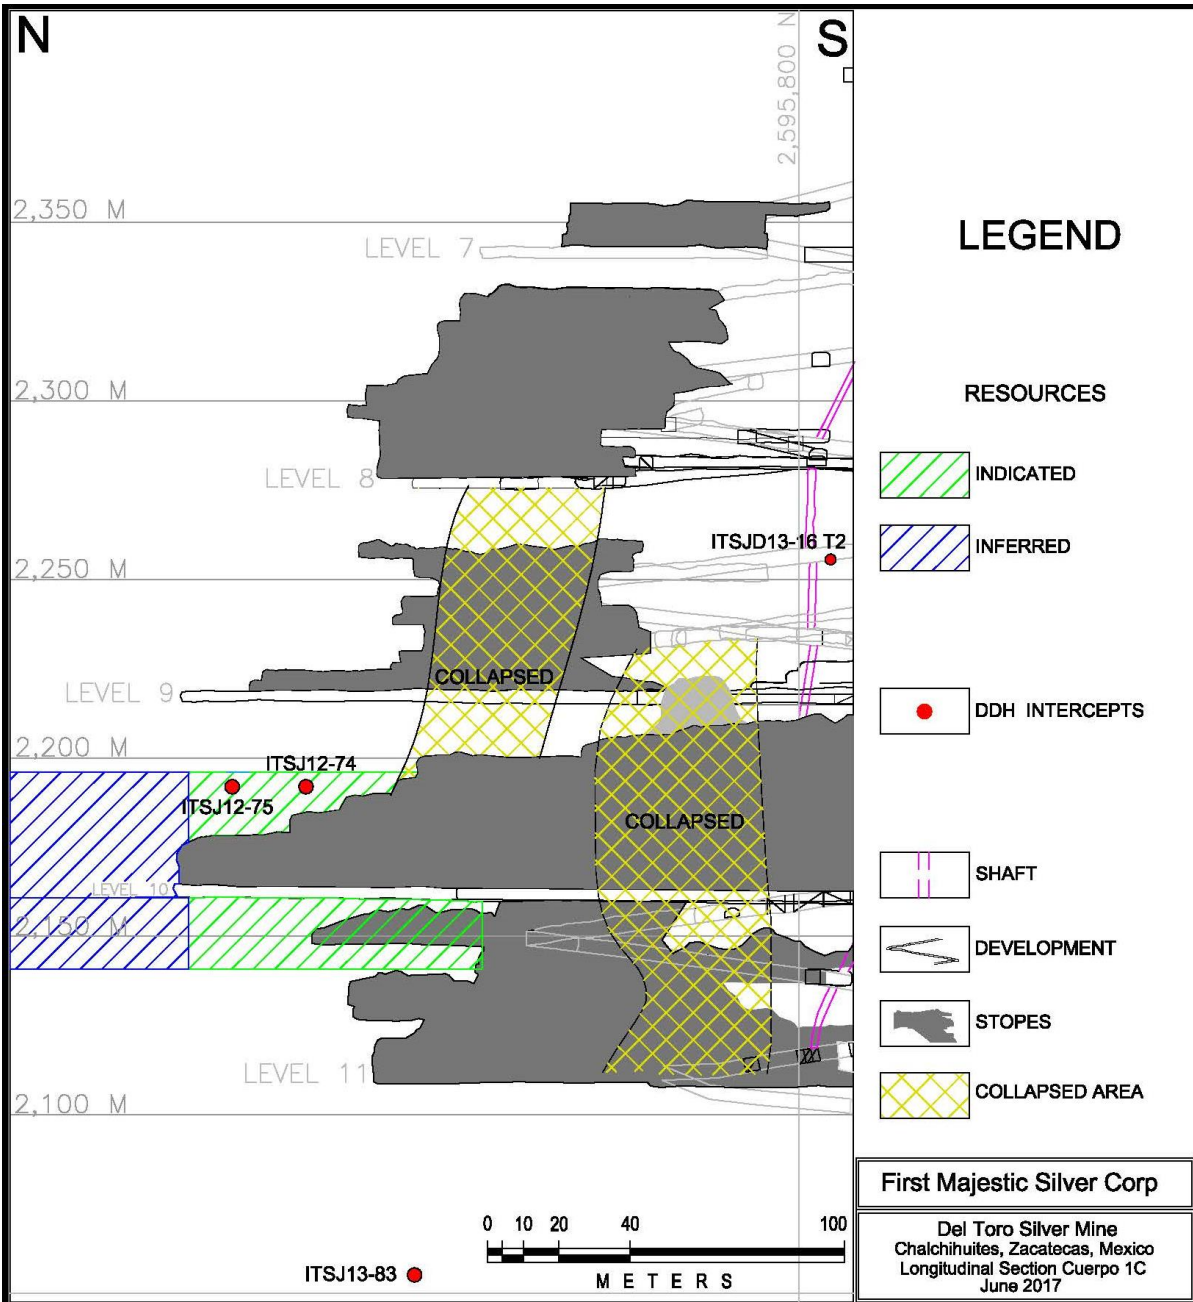 N
S
2,595,800 N
2,350 M
LEVEL 7
2,300 M
LEVEL 8
ITSJD13-16 T2
2,250 M
COLLAPSED
LEVEL 9
2,200 M
ITSJ12-74
ITSJ12-75
COLLAPSED
LEVEL 10
2,150 M
LEVEL 11
2,100 M
0 10 20 40 100
METERS
ITSJ13-83
LEGEND
RESOURCES
INDICATED
INFERRED
DDH INTERCEPTS
SHAFT
DEVELOPMENT
STOPES
COLLAPSED AREA
First Majestic Silver Corp
Del Toro Silver Mine
Chalchihuites, Zacatecas, Mexico
Longitudinal Section Cuerpo 1C
June 2017